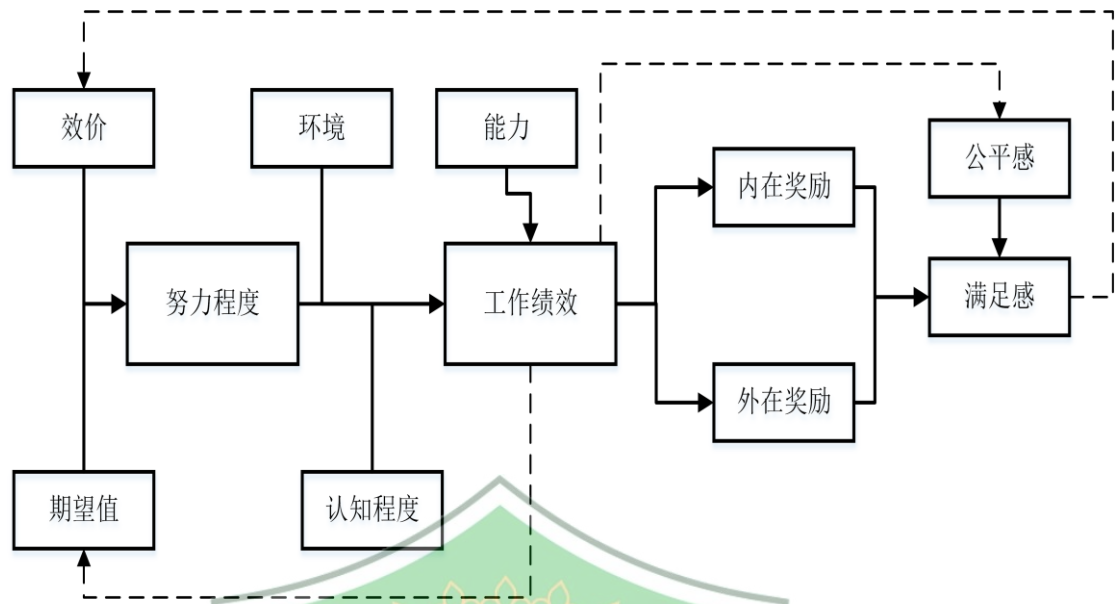 效价
环境
能力
公平感
内在奖励
努力程度
工作绩效
满足感
外在奖励
期望值
认知程度